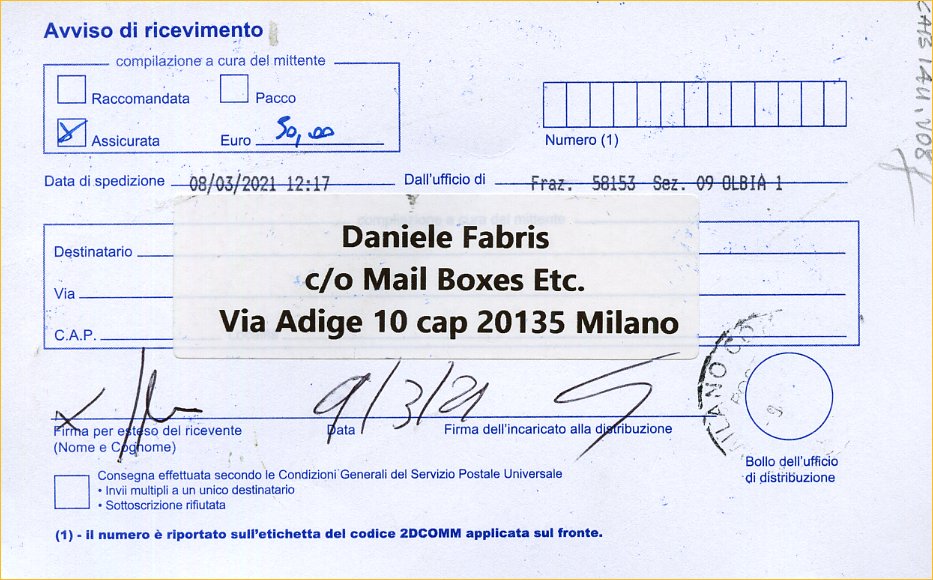 Avviso di ricevimento
compilazione a cura del mittente
Raccomandata Pacco
Assicurata Euro 50,00
Numero (1)
Data di spedizione 08/03/2021 12:17 Dall'ufficio di Fraz. 58153 Sez. 09 OLBIA 1
compilazione a cura del mittente
Destinatario
Via
C.A.P.
Daniele Fabris
c/o Mail Boxes Etc.
Via Adige 10 cap 20135 Milano
9/3/21
Firma per esteso del ricevente
(Nome e Cognome)
Data
Firma dell'incaricato alla distribuzione
Bollo dell'ufficio
di distribuzione
Consegna effettuata secondo le Condizioni Generali del Servizio Postale Universale
• Invii multipli a un unico destinatario
• Sottoscrizione rifiutata
(1) - il numero è riportato sull'etichetta del codice 2DCOMM applicata sul fronte.